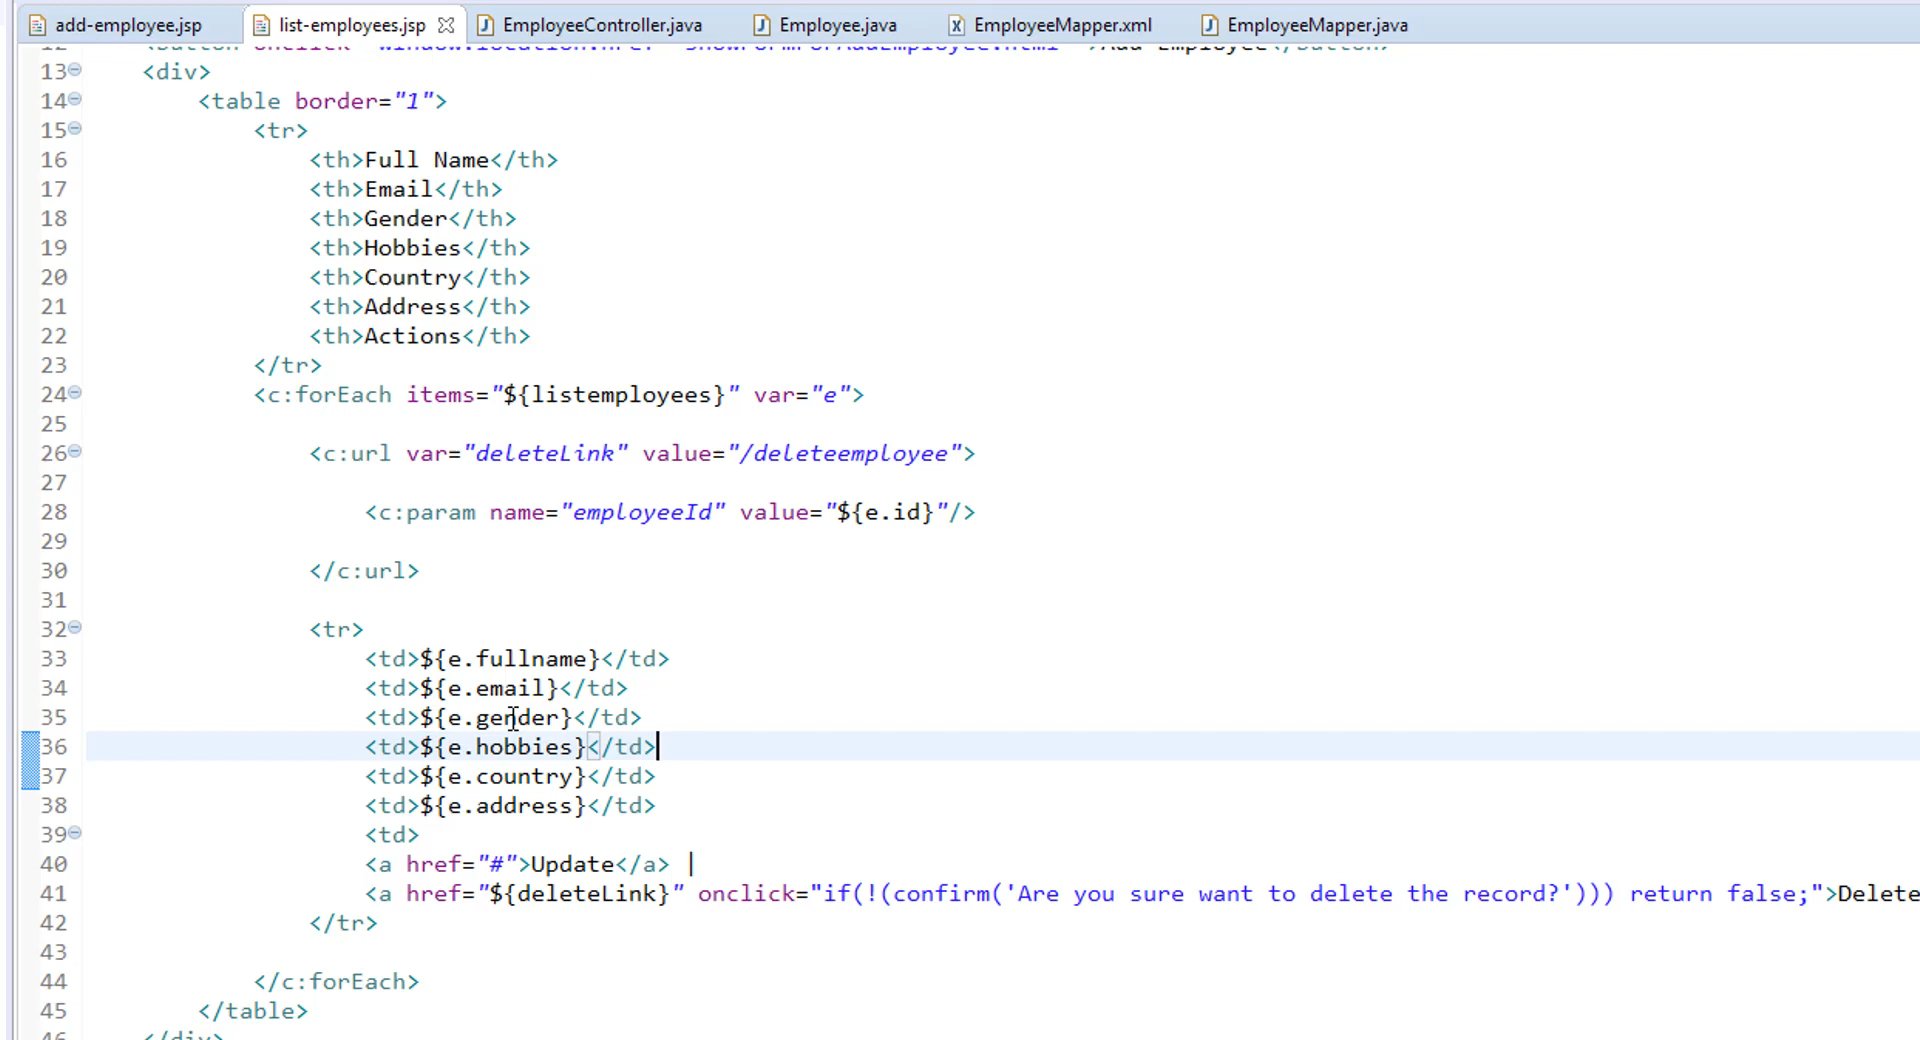 add-employee.jsp list-employees.jsp EmployeeController.java Employee.java EmployeeMapper.xml EmployeeMapper.java
13 <div>
14 <table border="1">
15 <tr>
16 <th>Full Name</th>
17 <th>Email</th>
18 <th>Gender</th>
19 <th>Hobbies</th>
20 <th>Country</th>
21 <th>Address</th>
22 <th>Actions</th>
23 </tr>
24 <c:forEach items="${listemployees}" var="e">
25
26 <c:url var="deleteLink" value="/deleteemployee">
27
28 <c:param name="employeeId" value="${e.id}"/>
29
30 </c:url>
31
32 <tr>
33 <td>${e.fullname}</td>
34 <td>${e.email}</td>
35 <td>${e.gender}</td>
36 <td>${e.hobbies}</td>
37 <td>${e.country}</td>
38 <td>${e.address}</td>
39 <td>
40 <a href="#">Update</a> |
41 <a href="${deleteLink}" onclick="if(!(confirm('Are you sure want to delete the record?'))) return false;">Delete
42 </tr>
43
44 </c:forEach>
45 </table>
46 </div>